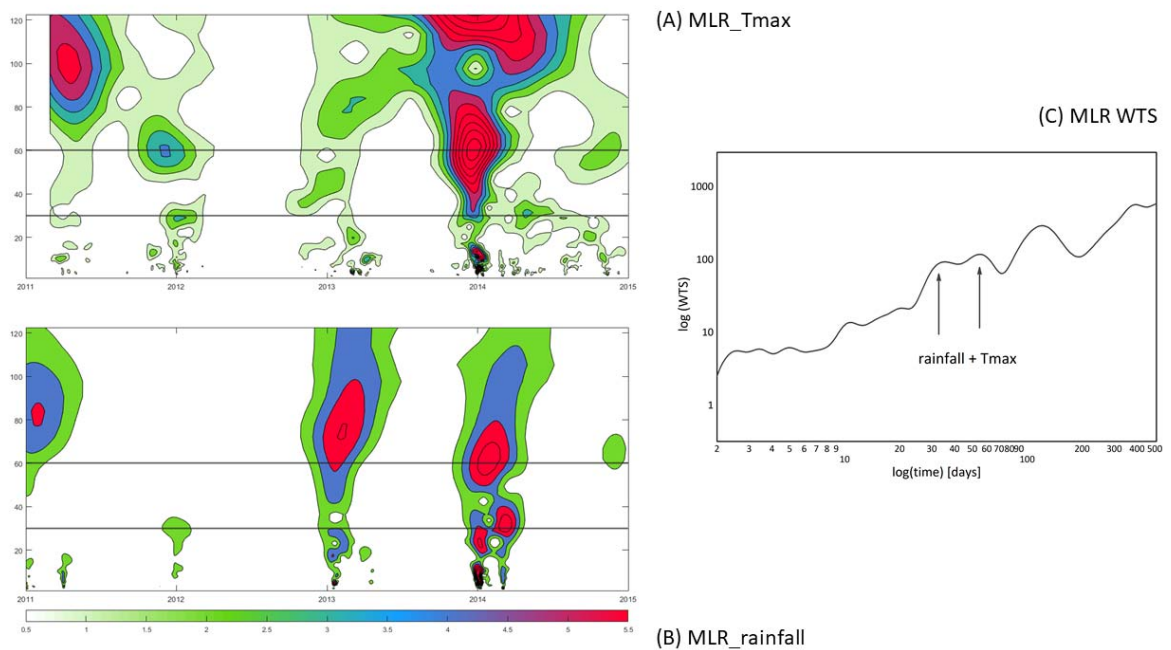 (A) MLR_Tmax
120
100
80
60
40
20
2011 2012 2013 2014 2015
120
100
80
60
40
20
2011 2012 2013 2014 2015
0.5 1 1.5 2 2.5 3 3.5 4 4.5 5 5.5
(B) MLR_rainfall
(C) MLR WTS
log (WTS)
1000
100
10
1
rainfall + Tmax
2 3 4 5 6 7 8 9 20 30 40 50 60 70 80 90 200 300 400 500
10 100
log(time) [days]